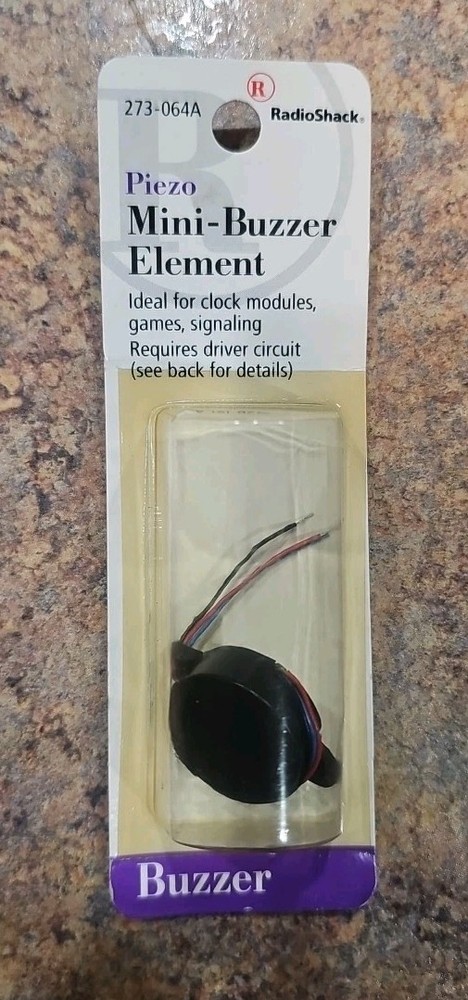 273-064A
R
RadioShack®
Piezo
Mini-Buzzer
Element
Ideal for clock modules,
games, signaling
Requires driver circuit
(see back for details)
Buzzer